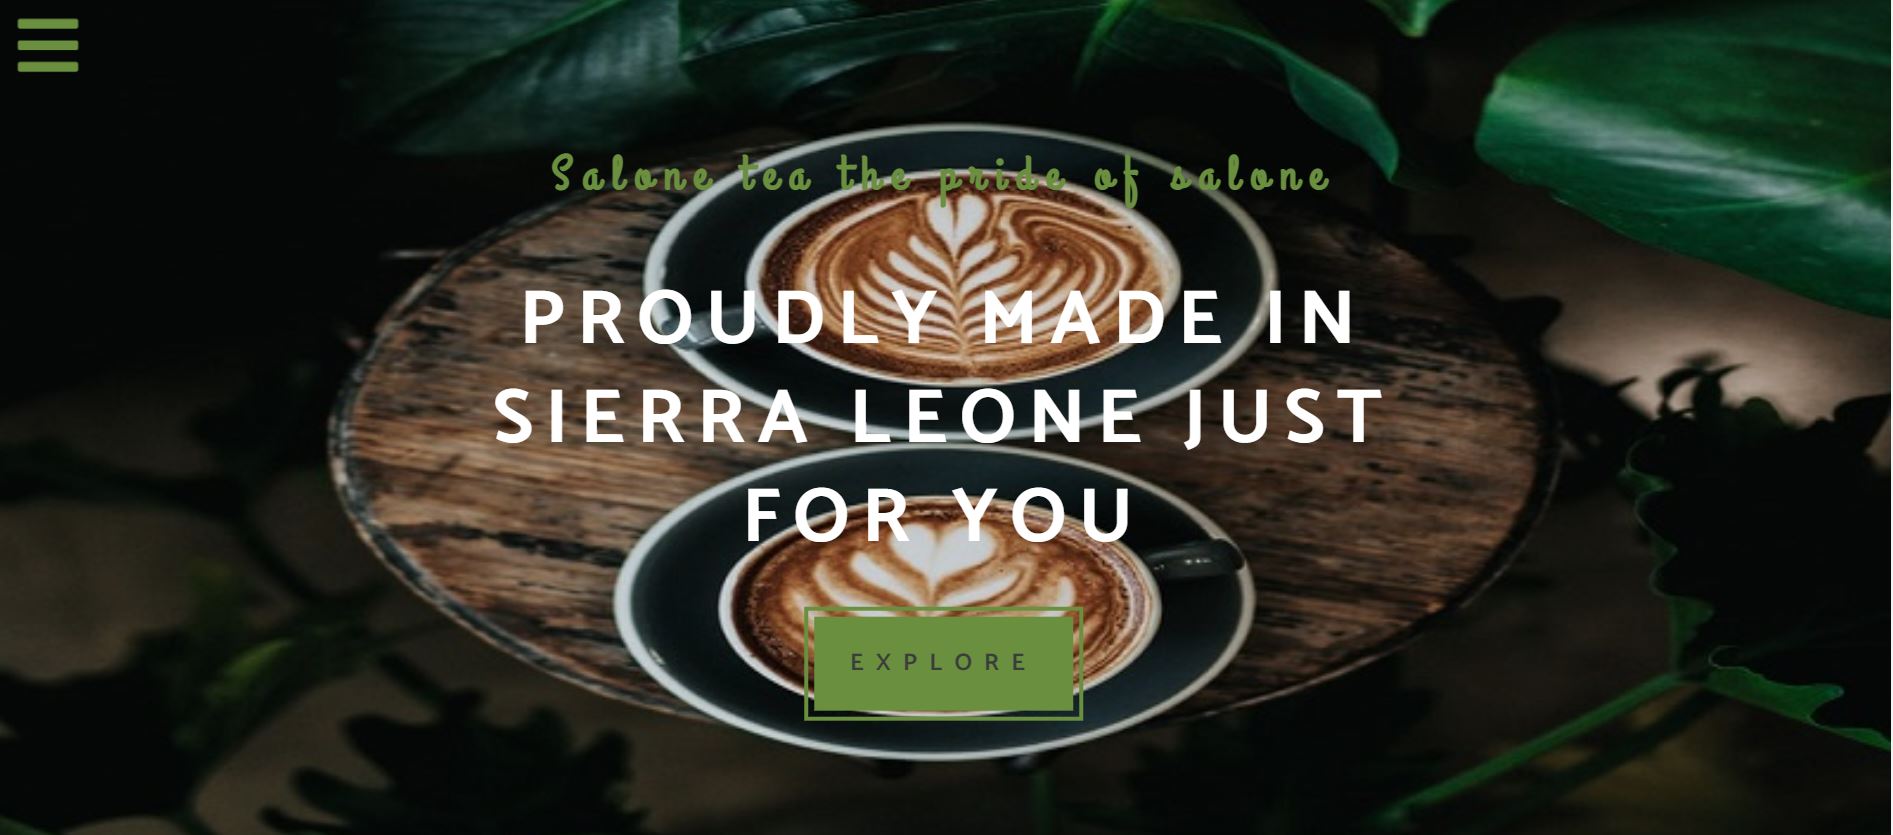 Salone tea the pride of salone
PROUDLY MADE IN
SIERRA LEONE JUST
FOR YOU
EXPLORE